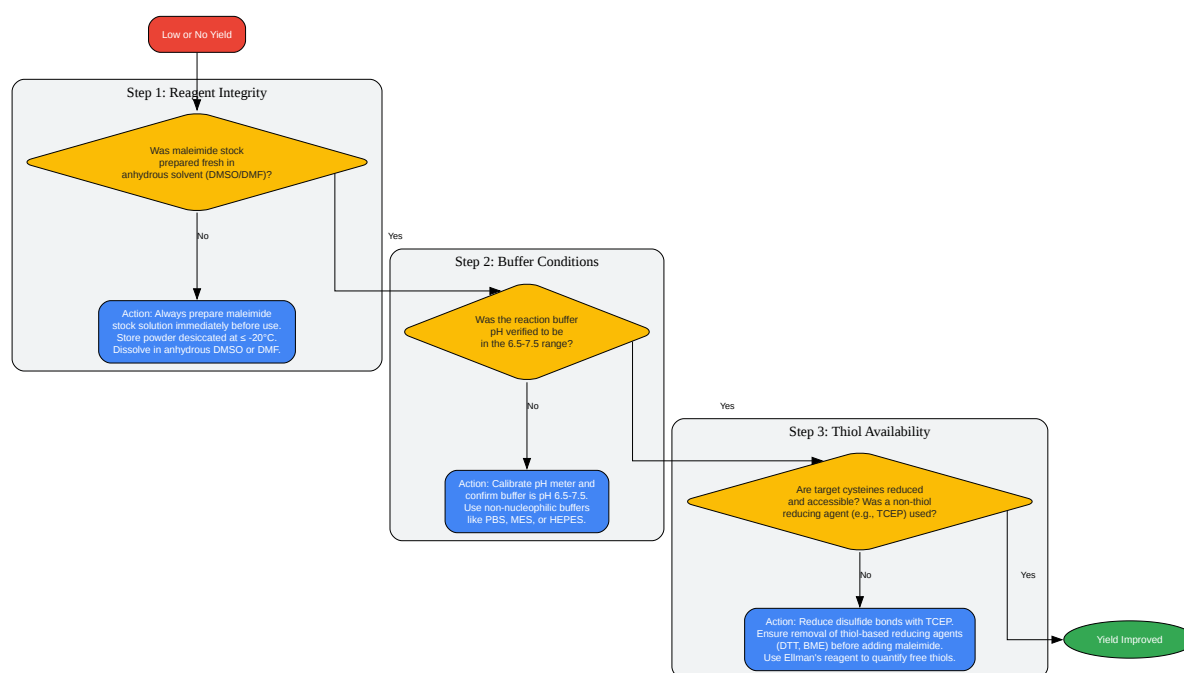 Low or No Yield
Step 1: Reagent Integrity
Was maleimide stock
prepared fresh in
anhydrous solvent (DMSO/DMF)?
No
Yes
Action: Always prepare maleimide
stock solution immediately before use.
Store powder desiccated at ≤ -20°C.
Dissolve in anhydrous DMSO or DMF.
Step 2: Buffer Conditions
Was the reaction buffer
pH verified to be
in the 6.5-7.5 range?
No
Yes
Action: Calibrate pH meter and
confirm buffer is pH 6.5-7.5.
Use non-nucleophilic buffers
like PBS, MES, or HEPES.
Step 3: Thiol Availability
Are target cysteines reduced
and accessible? Was a non-thiol
reducing agent (e.g., TCEP) used?
No
Yes
Action: Reduce disulfide bonds with TCEP.
Ensure removal of thiol-based reducing agents
(DTT, BME) before adding maleimide.
Use Ellman's reagent to quantify free thiols.
Yield Improved